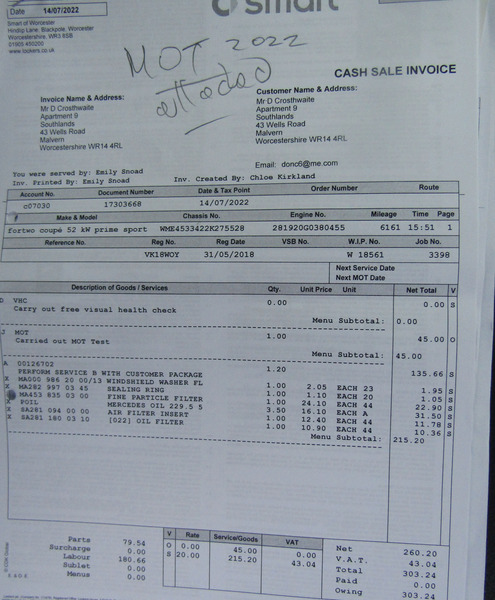 smart
Date 14/07/2022
Smart of Worcester
Hindlip Lane, Blackpole, Worcester
Worcestershire, WR3 8SB
01905
www.lockers.co.uk
MOT 2022
CASH SALE INVOICE
Invoice Name & Address:
Mr D Crosthwaite
Apartment 9
Southlands
43 Wells Road
Malvern
Worcestershire WR14 4RL
Customer Name & Address:
Mr D Crosthwaite
Apartment 9
Southlands
43 Wells Road
Malvern
Worcestershire WR14 4RL
Email: donc6@me.com
You were served by: Emily Snoad
Inv. Printed By: Emily Snoad Inv. Created By: Chloe Kirkland
Account No. Document Number Date & Tax Point Order Number Route
c07030 17303668 14/07/2022
Make & Model Chassis No. Engine No. Mileage Time Page
fortwo coupé 52 kW prime sport WME4533422K275528 281920G0380455 6161 15:51 1
Reference No. Reg No. Reg Date VSB No. W.I.P. No. Job No.
VK18WOY 31/05/2018 W 18561 3398
Next Service Date
Next MOT Date
Description of Goods / Services Qty. Unit Price Unit Net Total V
D VHC 0.00 0.00 S
Carry out free visual health check
Menu Subtotal: 0.00
J MOT 1.00 45.00 O
Carried out MOT Test
Menu Subtotal: 45.00
A 00126702
PERFORM SERVICE B WITH CUSTOMER PACKAGE 1.20 135.66 S
X MA000 986 20 00/13 WINDSHIELD WASHER FL 1.00 2.05 EACH 23 1.95 S
X MA282 997 03 45 SEALING RING 1.00 1.10 EACH 20 1.05 S
MA453 835 03 00 FINE PARTICLE FILTER 1.00 24.10 EACH 44 22.90 S
X POIL MERCEDES OIL 229.5 5 3.50 16.10 EACH A 31.50 S
X SA281 094 00 00 AIR FILTER INSERT 1.00 12.40 EACH 44 11.78 S
X SA281 180 03 10 [022] OIL FILTER 1.00 10.90 EACH 44 10.36 S
Menu Subtotal: 215.20
Parts 79.54
Surcharge 0.00
Labour 180.66
Sublet 0.00
Menus 0.00
V Rate Service/Goods VAT
O 0.00 45.00 0.00
S 20.00 215.20 43.04
Net 260.20
V.A.T. 43.04
Total 303.24
Paid 0.00
Owing 303.24